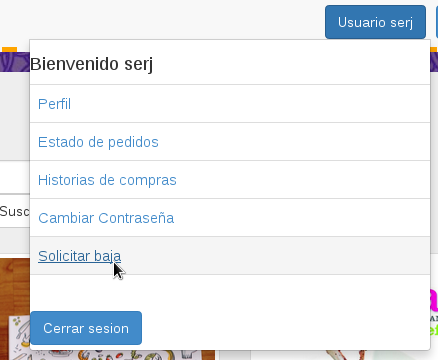 Usuario serj
Bienvenido serj
Perfil
Estado de pedidos
Historias de compras
Cambiar Contraseña
Susc
Solicitar baja
Cerrar sesion